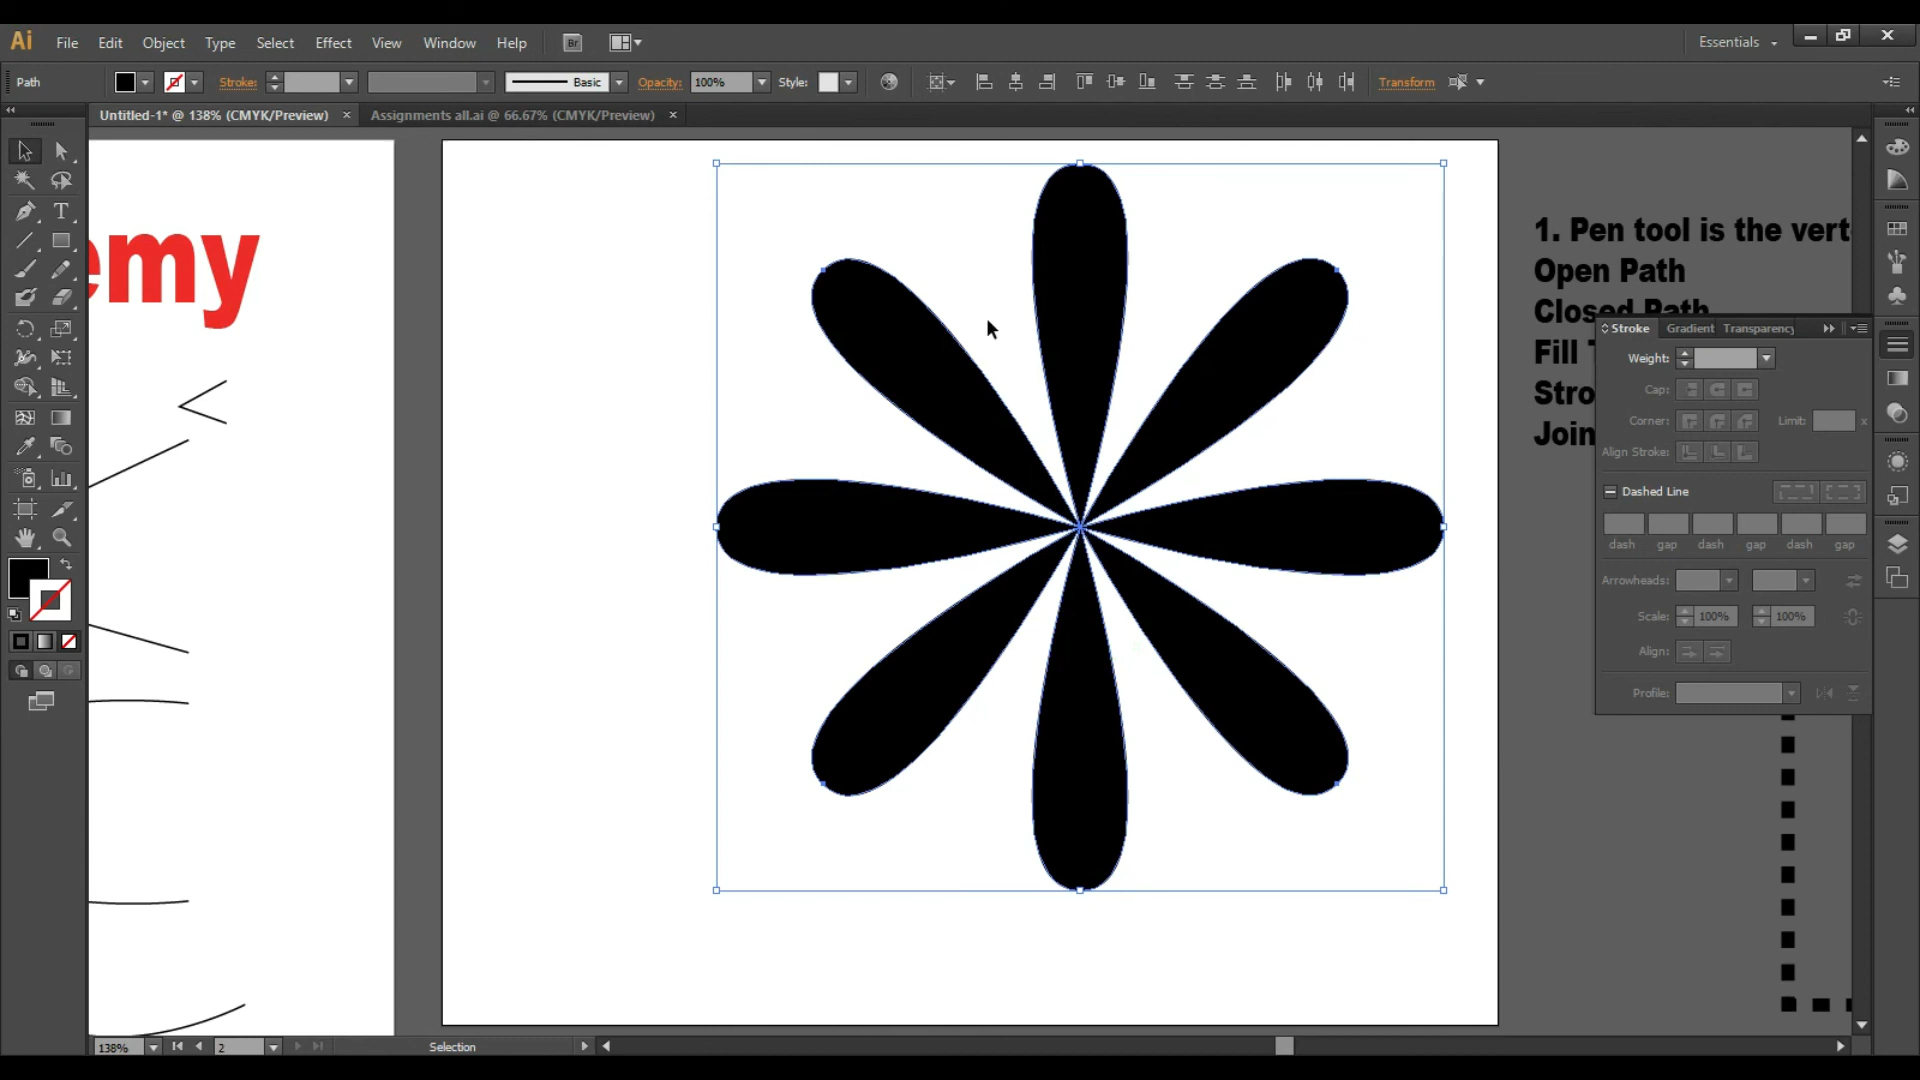 Ai File Edit Object Type Select Effect View Window Help Br Essentials
Path Stroke: Basic Opacity: 100% Style: Transform
Untitled-1* @ 138% (CMYK/Preview) × Assignments all.ai @ 66.67% (CMYK/Preview) ×
emy
1. Pen tool is the vert
Open Path
Closed Path
Fill
Stro
Join
Stroke Gradient Transparency
Weight:
Cap:
Corner: Limit: x
Align Stroke:
Dashed Line
dash gap dash gap dash gap
Arrowheads:
Scale: 100% 100%
Align:
Profile:
138% 2 Selection